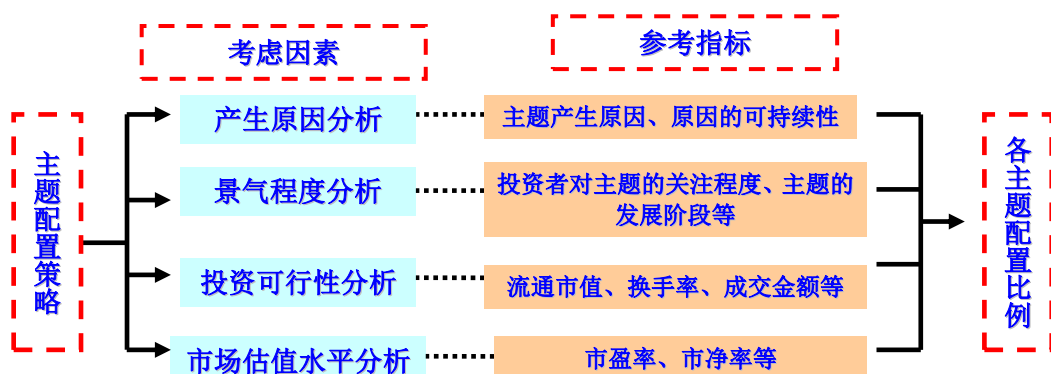 考虑因素
参考指标
主题配置策略
产生原因分析
主题产生原因、原因的可持续性
景气程度分析
投资者对主题的关注程度、主题的
发展阶段等
投资可行性分析
流通市值、换手率、成交金额等
市场估值水平分析
市盈率、市净率等
各主题配置比例